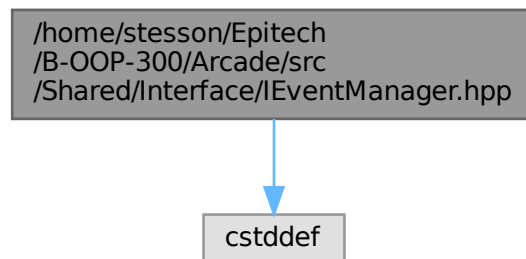 /home/stesson/Epitech
/B-OOP-300/Arcade/src
/Shared/Interface/IEventManager.hpp
cstddef